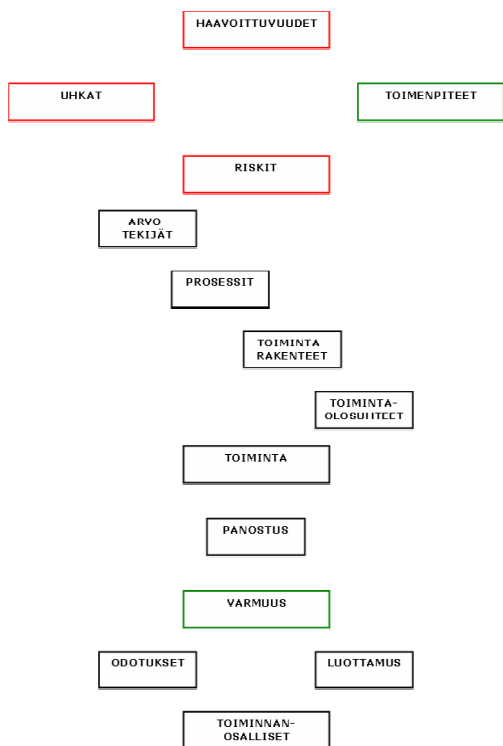 HAAVOITTUVUUDET
UHKAT
TOIMENPITEET
RISKIT
ARVO
TEKIJÄT
PROSESSIT
TOIMINTA
RAKENTEET
TOIMINTA-
OLOSUHTEET
TOIMINTA
PANOSTUS
VARMUUS
ODOTUKSET
LUOTTAMUS
TOIMINNAN-
OSALLISET